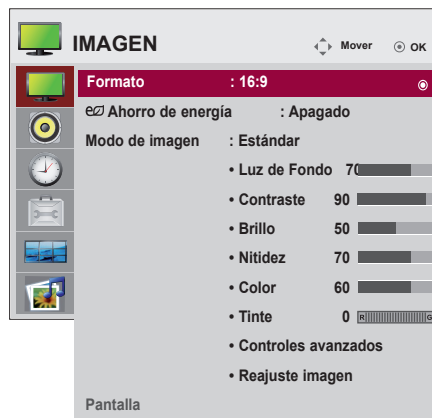 IMAGEN
Mover
OK
Formato : 16:9
Ahorro de energía : Apagado
Modo de imagen : Estándar
• Luz de Fondo 70
• Contraste 90
• Brillo 50
• Nitidez 70
• Color 60
• Tinte 0 R G
• Controles avanzados
• Reajuste imagen
Pantalla